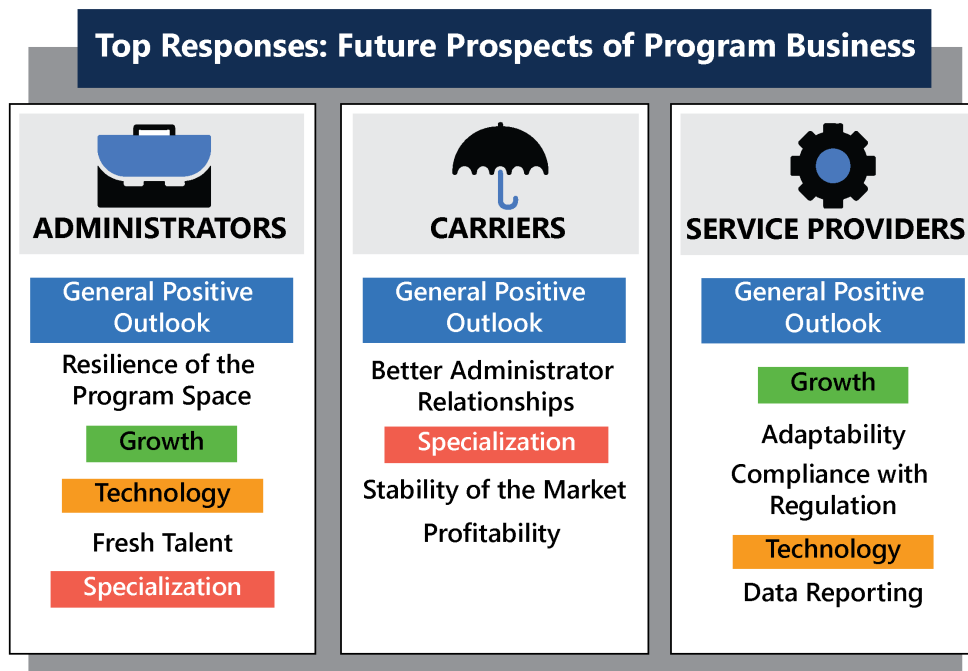 Top Responses: Future Prospects of Program Business
ADMINISTRATORS
General Positive
Outlook
Resilience of the
Program Space
Growth
Technology
Fresh Talent
Specialization
CARRIERS
General Positive
Outlook
Better Administrator
Relationships
Specialization
Stability of the Market
Profitability
SERVICE PROVIDERS
General Positive
Outlook
Growth
Adaptability
Compliance with
Regulation
Technology
Data Reporting